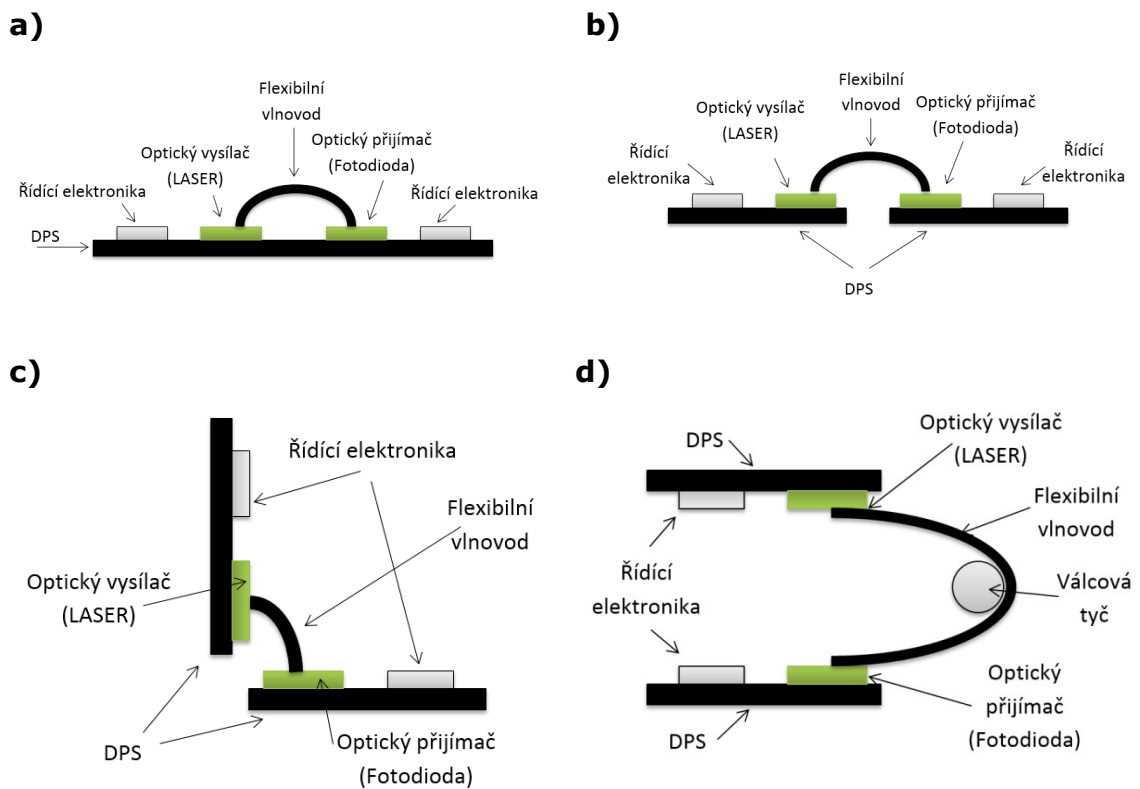 a)
Flexibilní
vlnovod
Optický vysílač
(LASER)
Optický přijímač
(Fotodioda)
Řídící elektronika
Řídící elektronika
DPS
b)
Flexibilní
vlnovod
Optický vysílač
(LASER)
Optický přijímač
(Fotodioda)
Řídící
elektronika
Řídící
elektronika
DPS
c)
Řídící elektronika
Flexibilní
vlnovod
Optický vysílač
(LASER)
DPS
Optický přijímač
(Fotodioda)
d)
DPS
Optický vysílač
(LASER)
Flexibilní
vlnovod
Řídící
elektronika
Válcová
tyč
Optický
přijímač
(Fotodioda)
DPS